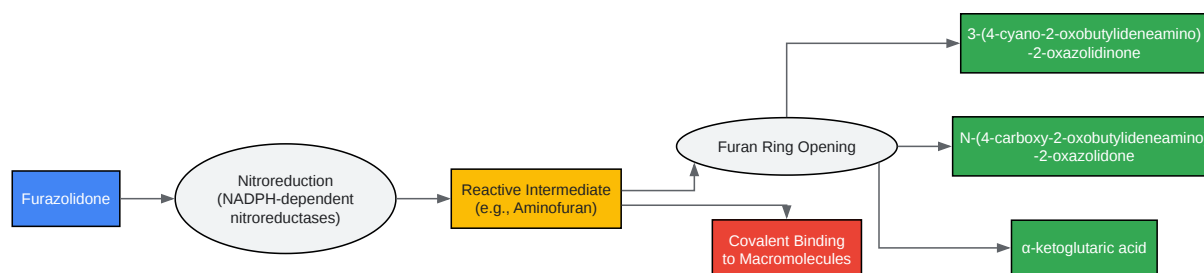 Furazolidone
Nitroreduction
(NADPH-dependent
nitroreductases)
Reactive Intermediate
(e.g., Aminofuran)
Furan Ring Opening
Covalent Binding
to Macromolecules
3-(4-cyano-2-oxobutylideneamino)
-2-oxazolidinone
N-(4-carboxy-2-oxobutylideneamino
-2-oxazolidone
α-ketoglutaric acid